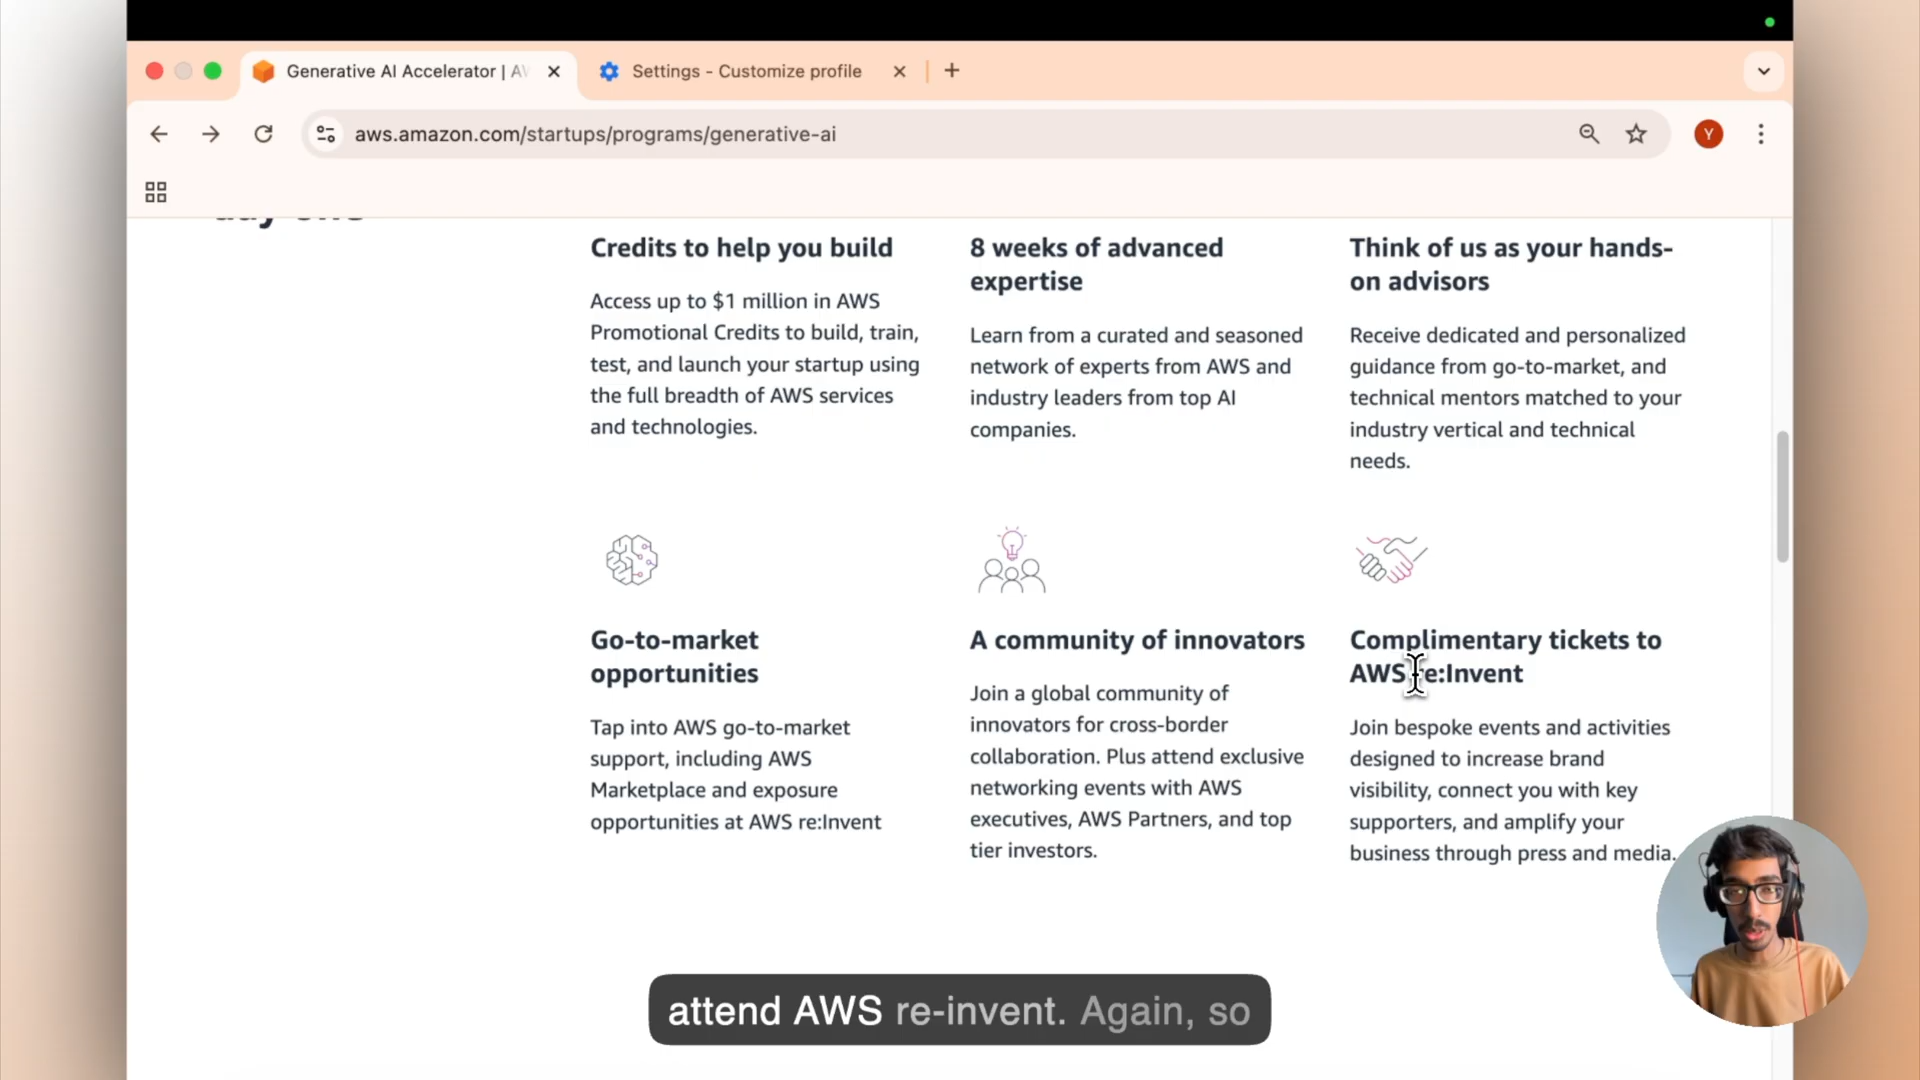 Generative AI Accelerator | AV
Settings - Customize profile
aws.amazon.com/startups/programs/generative-ai
Y
day one
Credits to help you build
Access up to $1 million in AWS
Promotional Credits to build, train,
test, and launch your startup using
the full breadth of AWS services
and technologies.
8 weeks of advanced
expertise
Learn from a curated and seasoned
network of experts from AWS and
industry leaders from top AI
companies.
Think of us as your hands-
on advisors
Receive dedicated and personalized
guidance from go-to-market, and
technical mentors matched to your
industry vertical and technical
needs.
Go-to-market
opportunities
Tap into AWS go-to-market
support, including AWS
Marketplace and exposure
opportunities at AWS re:Invent
A community of innovators
Join a global community of
innovators for cross-border
collaboration. Plus attend exclusive
networking events with AWS
executives, AWS Partners, and top
tier investors.
Complimentary tickets to
AWS re:Invent
Join bespoke events and activities
designed to increase brand
visibility, connect you with key
supporters, and amplify your
business through press and media.
attend AWS re-invent. Again, so